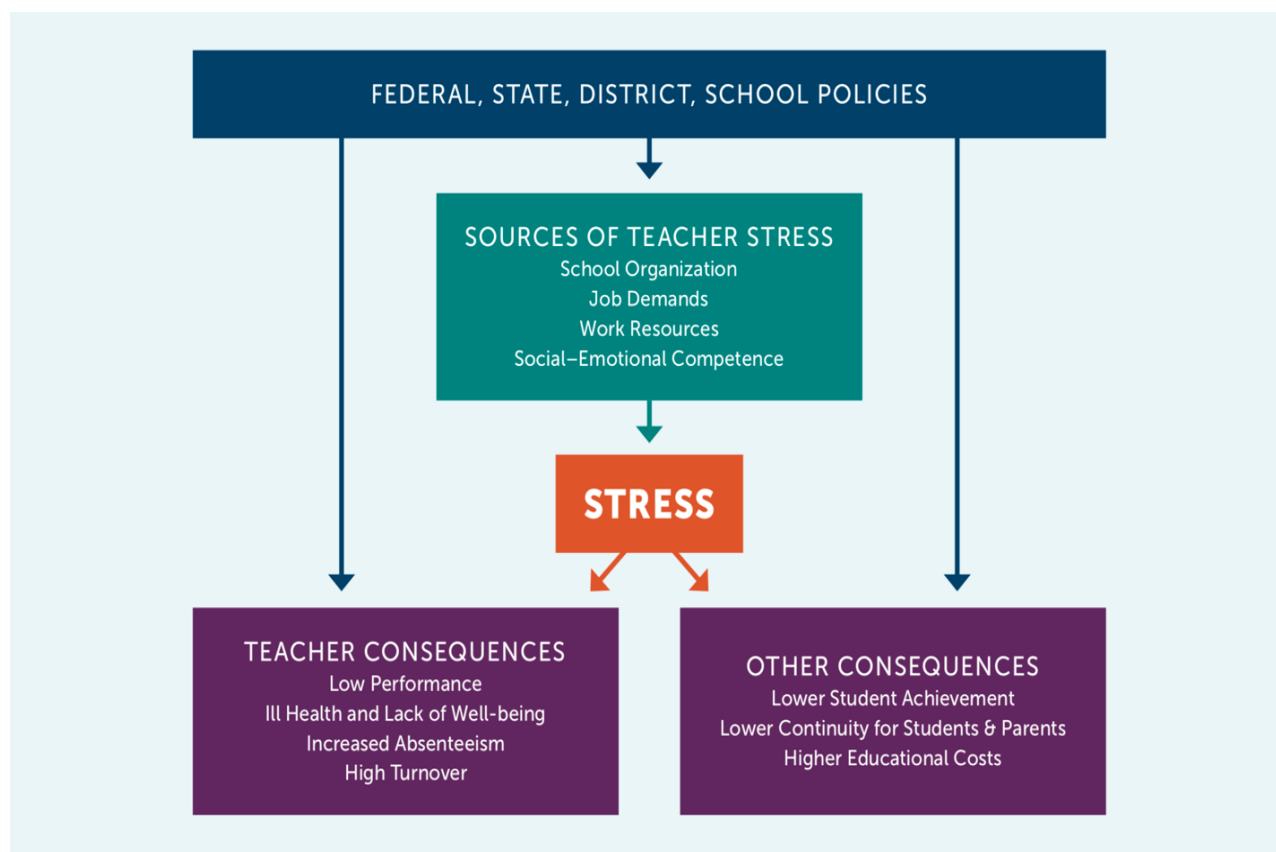 FEDERAL, STATE, DISTRICT, SCHOOL POLICIES
SOURCES OF TEACHER STRESS
School Organization
Job Demands
Work Resources
Social–Emotional Competence
STRESS
TEACHER CONSEQUENCES
Low Performance
Ill Health and Lack of Well-being
Increased Absenteeism
High Turnover
OTHER CONSEQUENCES
Lower Student Achievement
Lower Continuity for Students & Parents
Higher Educational Costs